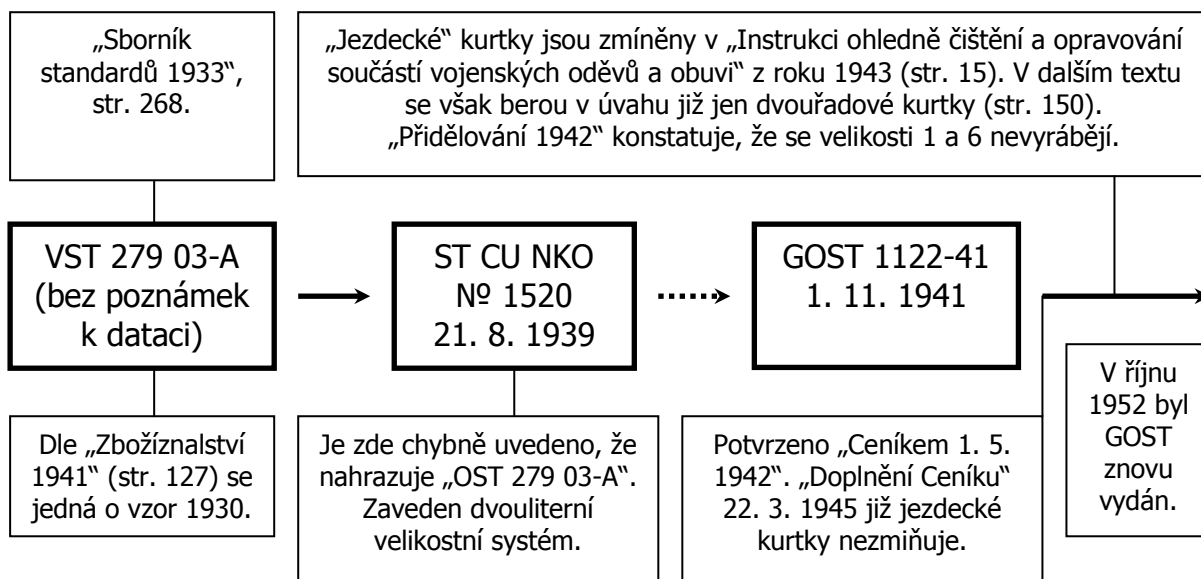 „Sborník
standardů 1933“,
str. 268.
„Jezdecké“ kurtky jsou zmíněny v „Instrukci ohledně čištění a opravování
součástí vojenských oděvů a obuvi“ z roku 1943 (str. 15). V dalším textu
se však berou v úvahu již jen dvouřadové kurtky (str. 150).
„Přidělování 1942“ konstatuje, že se velikosti 1 a 6 nevyrábějí.
VST 279 03-A
(bez poznámek
k dataci)
ST CU NKO
№ 1520
21. 8. 1939
GOST 1122-41
1. 11. 1941
Dle „Zbožíznalství
1941“ (str. 127) se
jedná o vzor 1930.
Je zde chybně uvedeno, že
nahrazuje „OST 279 03-A“.
Zaveden dvouliterní
velikostní systém.
Potvrzeno „Ceníkem 1. 5.
1942“. „Doplnění Ceníku“
22. 3. 1945 již jezdecké
kurtky nezmiňuje.
V říjnu
1952 byl
GOST
znovu
vydán.